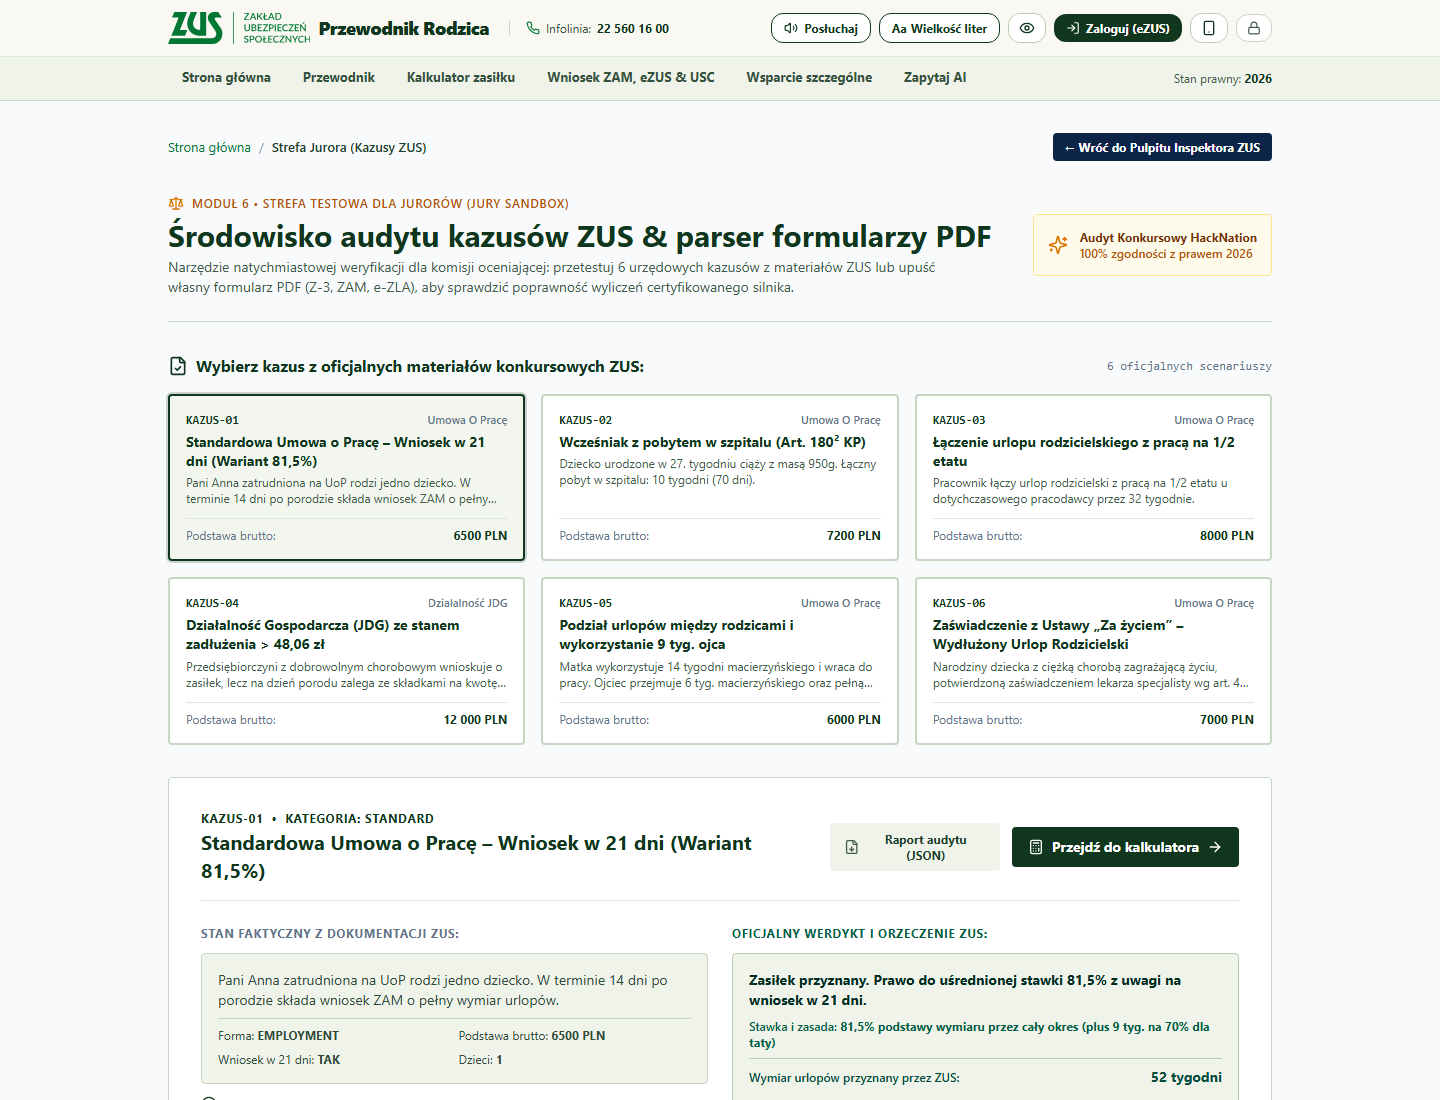 ZUS ZAKŁAD UBEZPIECZEŃ SPOŁECZNYCH Przewodnik Rodzica Infolinia: 22 560 16 00 Posłuchaj Aa Wielkość liter Zaloguj (eZUS)
Strona główna Przewodnik Kalkulator zasiłku Wniosek ZAM, eZUS & USC Wsparcie szczególne Zapytaj AI Stan prawny: 2026
Strona główna / Strefa Jurora (Kazusy ZUS) ← Wróć do Pulpitu Inspektora ZUS
MODUŁ 6 • STREFA TESTOWA DLA JURORÓW (JURY SANDBOX)
Środowisko audytu kazusów ZUS & parser formularzy PDF
Narzędzie natychmiastowej weryfikacji dla komisji oceniającej: przetestuj 6 urzędowych kazusów z materiałów ZUS lub upuść
własny formularz PDF (Z-3, ZAM, e-ZLA), aby sprawdzić poprawność wyliczeń certyfikowanego silnika.
Audyt Konkursowy HackNation
100% zgodności z prawem 2026
Wybierz kazus z oficjalnych materiałów konkursowych ZUS: 6 oficjalnych scenariuszy
KAZUS-01 Umowa O Pracę
Standardowa Umowa o Pracę – Wniosek w 21
dni (Wariant 81,5%)
Pani Anna zatrudniona na UoP rodzi jedno dziecko. W
terminie 14 dni po porodzie składa wniosek ZAM o pełny...
Podstawa brutto: 6500 PLN
KAZUS-02 Umowa O Pracę
Wcześniak z pobytem w szpitalu (Art. 180² KP)
Dziecko urodzone w 27. tygodniu ciąży z masą 950g. Łączny
pobyt w szpitalu: 10 tygodni (70 dni).
Podstawa brutto: 7200 PLN
KAZUS-03 Umowa O Pracę
Łączenie urlopu rodzicielskiego z pracą na 1/2
etatu
Pracownik łączy urlop rodzicielski z pracą na 1/2 etatu u
dotychczasowego pracodawcy przez 32 tygodnie.
Podstawa brutto: 8000 PLN
KAZUS-04 Działalność JDG
Działalność Gospodarcza (JDG) ze stanem
zadłużenia > 48,06 zł
Przedsiębiorczyni z dobrowolnym chorobowym wnioskuje o
zasiłek, lecz na dzień porodu zalega ze składkami na kwotę...
Podstawa brutto: 12 000 PLN
KAZUS-05 Umowa O Pracę
Podział urlopów między rodzicami i
wykorzystanie 9 tyg. ojca
Matka wykorzystuje 14 tygodni macierzyńskiego i wraca do
pracy. Ojciec przejmuje 6 tyg. macierzyńskiego oraz pełną...
Podstawa brutto: 6000 PLN
KAZUS-06 Umowa O Pracę
Zaświadczenie z Ustawy „Za życiem” –
Wydłużony Urlop Rodzicielski
Narodziny dziecka z ciężką chorobą zagrażającą życiu,
potwierdzoną zaświadczeniem lekarza specjalisty wg art. 4...
Podstawa brutto: 7000 PLN
KAZUS-01 • KATEGORIA: STANDARD
Standardowa Umowa o Pracę – Wniosek w 21 dni (Wariant
81,5%)
Raport audytu
(JSON)
Przejdź do kalkulatora →
STAN FAKTYCZNY Z DOKUMENTACJI ZUS:
Pani Anna zatrudniona na UoP rodzi jedno dziecko. W terminie 14 dni po
porodzie składa wniosek ZAM o pełny wymiar urlopów.
Forma: EMPLOYMENT Podstawa brutto: 6500 PLN
Wniosek w 21 dni: TAK Dzieci: 1
OFICJALNY WERDYKT I ORZECZENIE ZUS:
Zasiłek przyznany. Prawo do uśrednionej stawki 81,5% z uwagi na
wniosek w 21 dni.
Stawka i zasada: 81,5% podstawy wymiaru przez cały okres (plus 9 tyg. na 70% dla
taty)
Wymiar urlopów przyznany przez ZUS: 52 tygodni